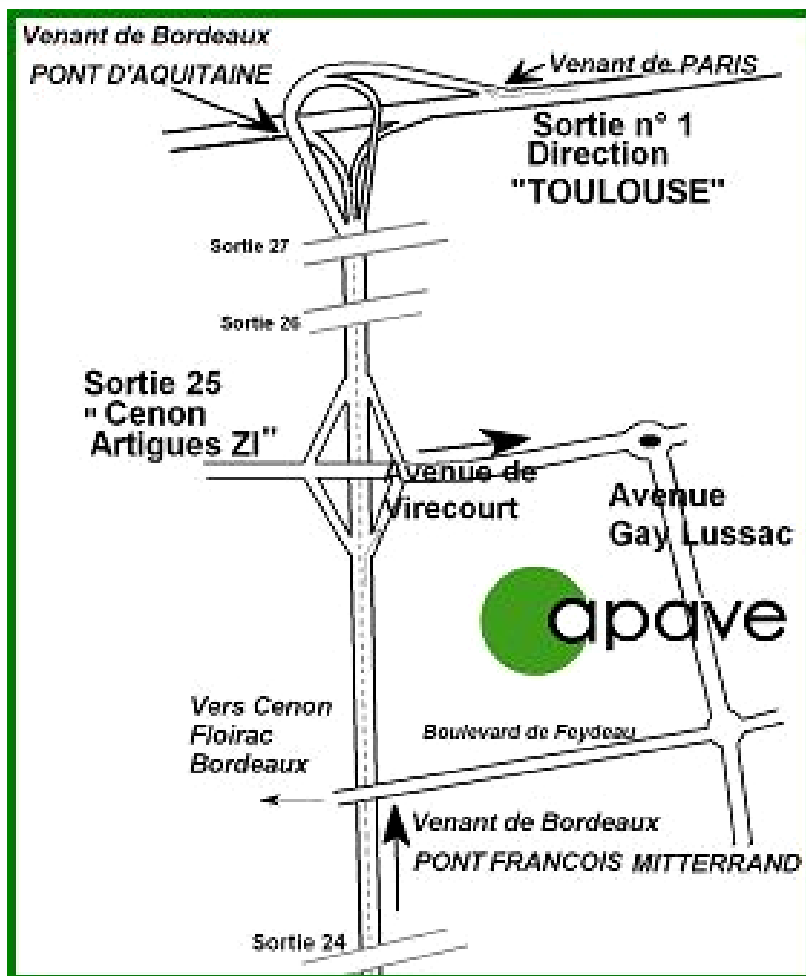 Venant de Bordeaux
PONT D'AQUITAINE
Venant de PARIS
Sortie n° 1
Direction
"TOULOUSE"
Sortie 27
Sortie 26
Sortie 25
" Cenon
Artigues ZI"
Avenue de
Virecourt
Avenue
Gay Lussac
apave
Vers Cenon
Floirac
Bordeaux
Boulevard de Feydeau
Venant de Bordeaux
PONT FRANCOIS MITTERRAND
Sortie 24